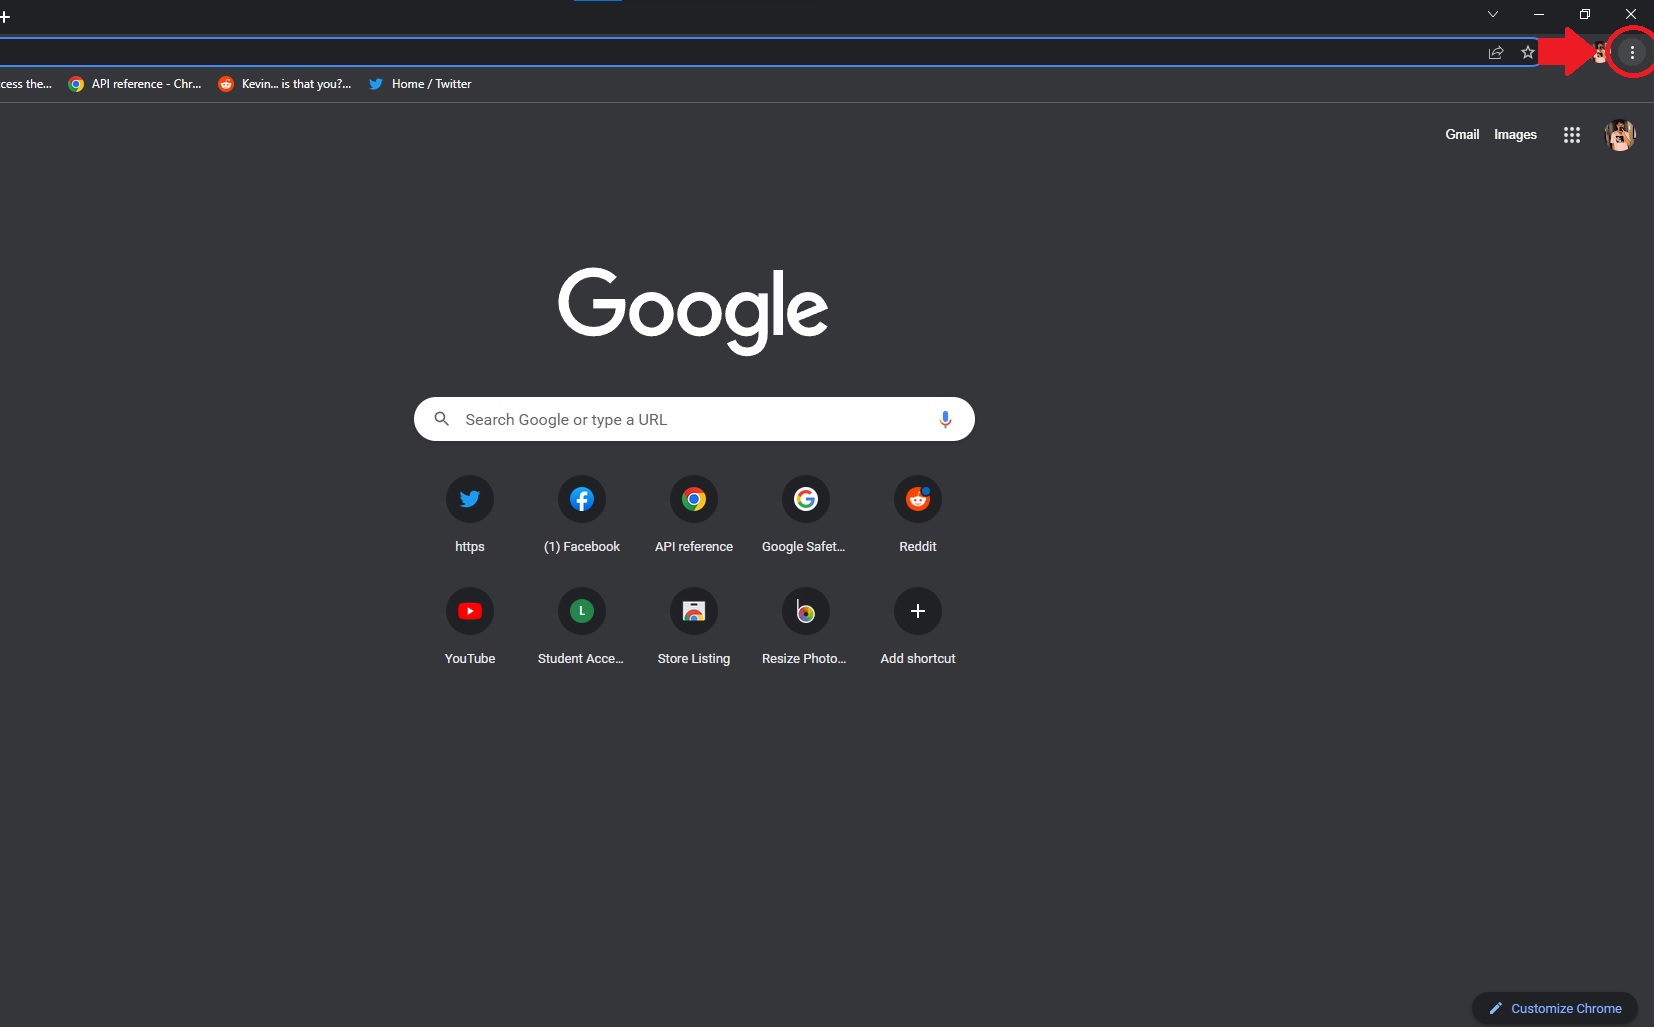 cess the... API reference - Chr... Kevin... is that you?... Home / Twitter
Gmail Images
Google
Search Google or type a URL
https (1) Facebook API reference Google Safet... Reddit
L
YouTube Student Acce... Store Listing Resize Photo... Add shortcut
Customize Chrome